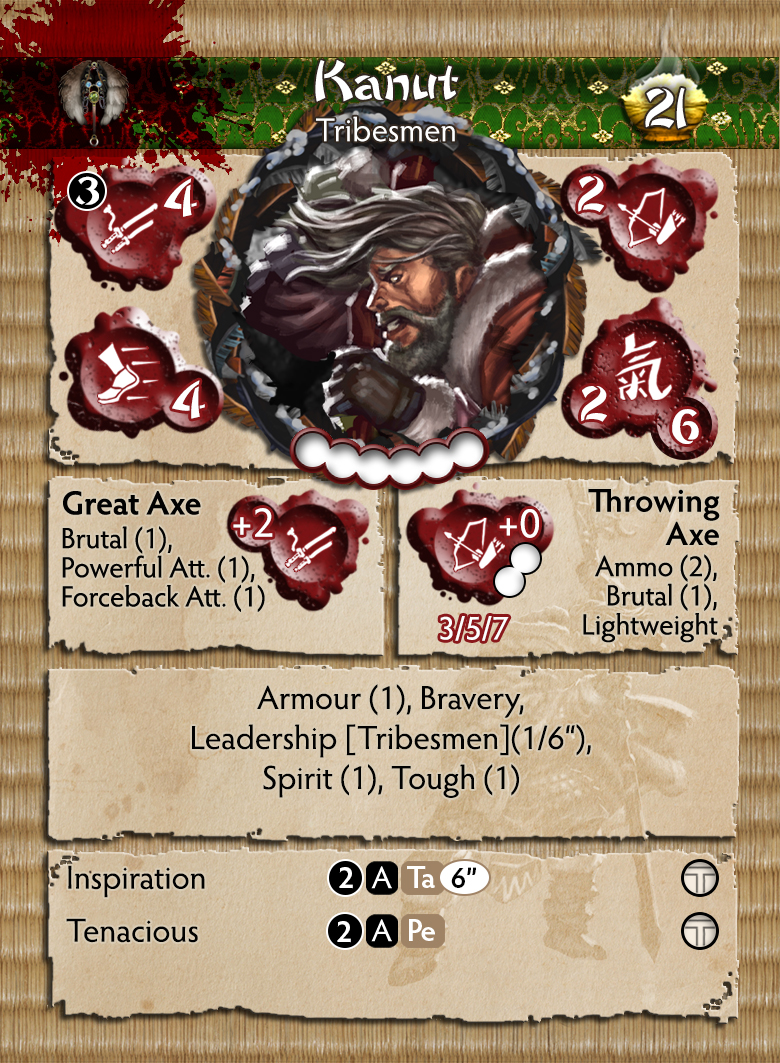 Kanut
21
Tribesmen
3 4
2
4
氣
2 6
Great Axe
Brutal (1),
Powerful Att. (1),
Forceback Att. (1)
+2
+0
3/5/7
Throwing
Axe
Ammo (2),
Brutal (1),
Lightweight
Armour (1), Bravery,
Leadership [Tribesmen](1/6“),
Spirit (1), Tough (1)
Inspiration 2 A Ta 6” T
Tenacious 2 A Pe T